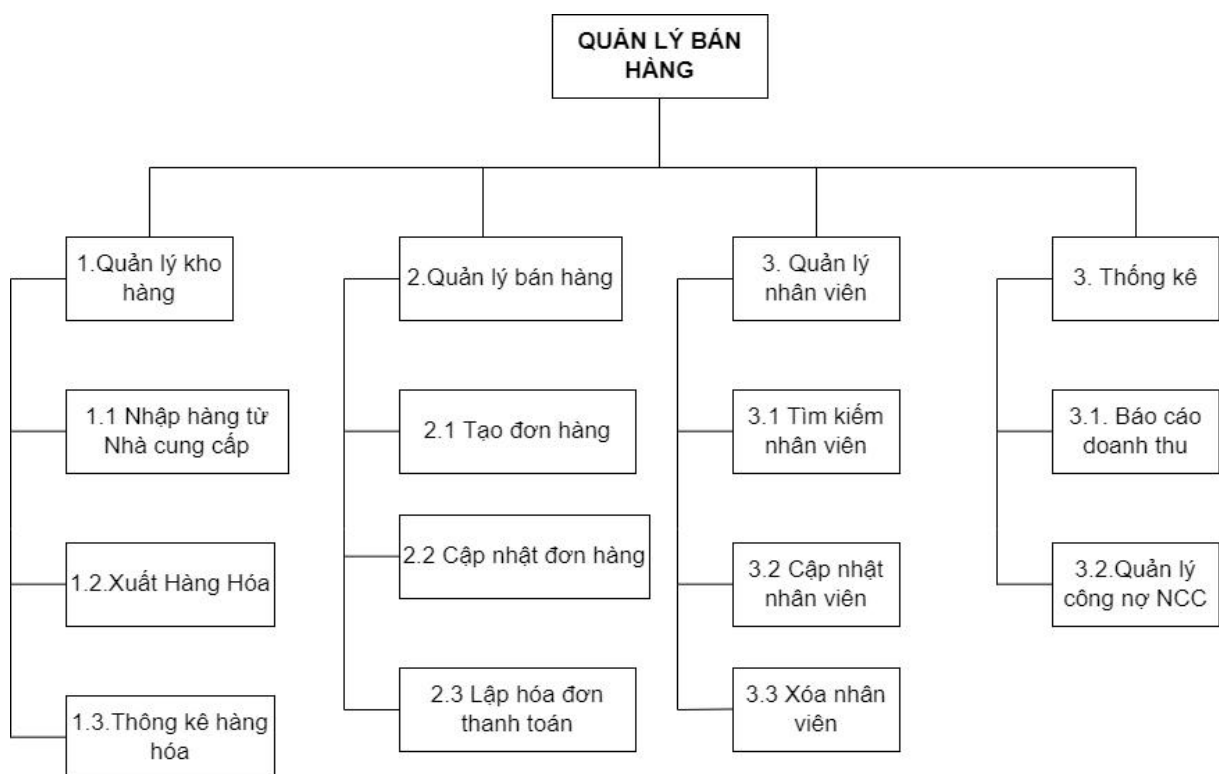 QUẢN LÝ BÁN
HÀNG
1.Quản lý kho
hàng
2.Quản lý bán hàng
3. Quản lý
nhân viên
3. Thống kê
1.1 Nhập hàng từ
Nhà cung cấp
2.1 Tạo đơn hàng
3.1 Tìm kiếm
nhân viên
3.1. Báo cáo
doanh thu
1.2.Xuất Hàng Hóa
2.2 Cập nhật đơn hàng
3.2 Cập nhật
nhân viên
3.2.Quản lý
công nợ NCC
1.3.Thông kê hàng
hóa
2.3 Lập hóa đơn
thanh toán
3.3 Xóa nhân
viên